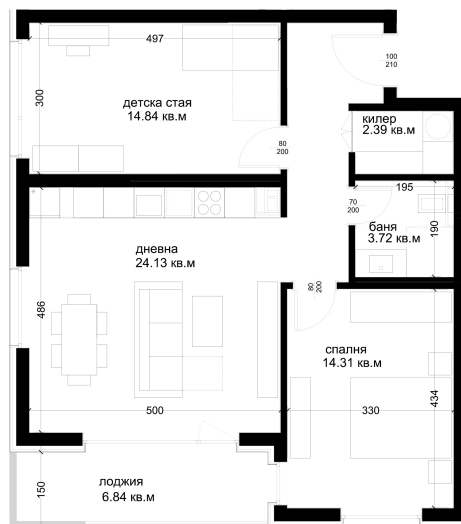 497
100
210
300
детска стая
14.84 кв.м
килер
2.39 кв.м
80
200
195
70
200
баня
3.72 кв.м
190
дневна
24.13 кв.м
80
200
486
спалня
14.31 кв.м
434
500
330
лоджия
6.84 кв.м
150